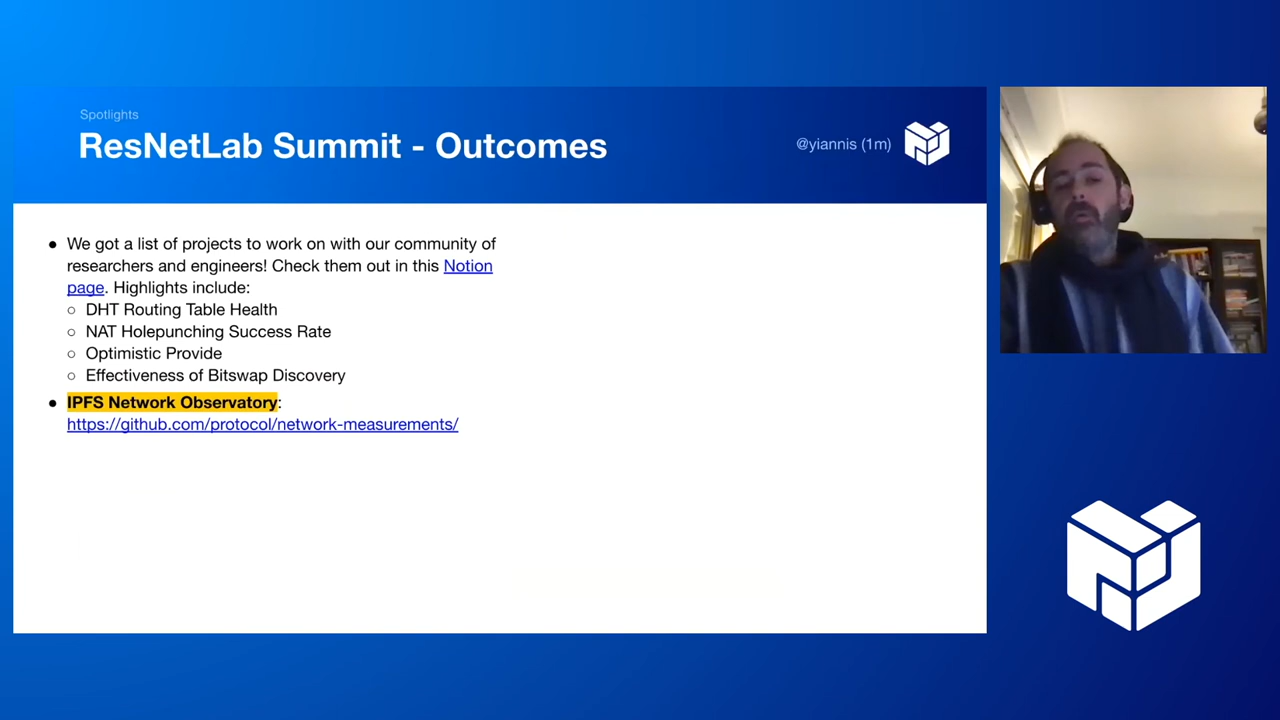 Spotlights
ResNetLab Summit - Outcomes
@yiannis (1m)
● We got a list of projects to work on with our community of
researchers and engineers! Check them out in this Notion
page. Highlights include:
○ DHT Routing Table Health
○ NAT Holepunching Success Rate
○ Optimistic Provide
○ Effectiveness of Bitswap Discovery
● IPFS Network Observatory:
https://github.com/protocol/network-measurements/